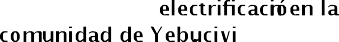 electrificación en la
comunidad de Yebucivi